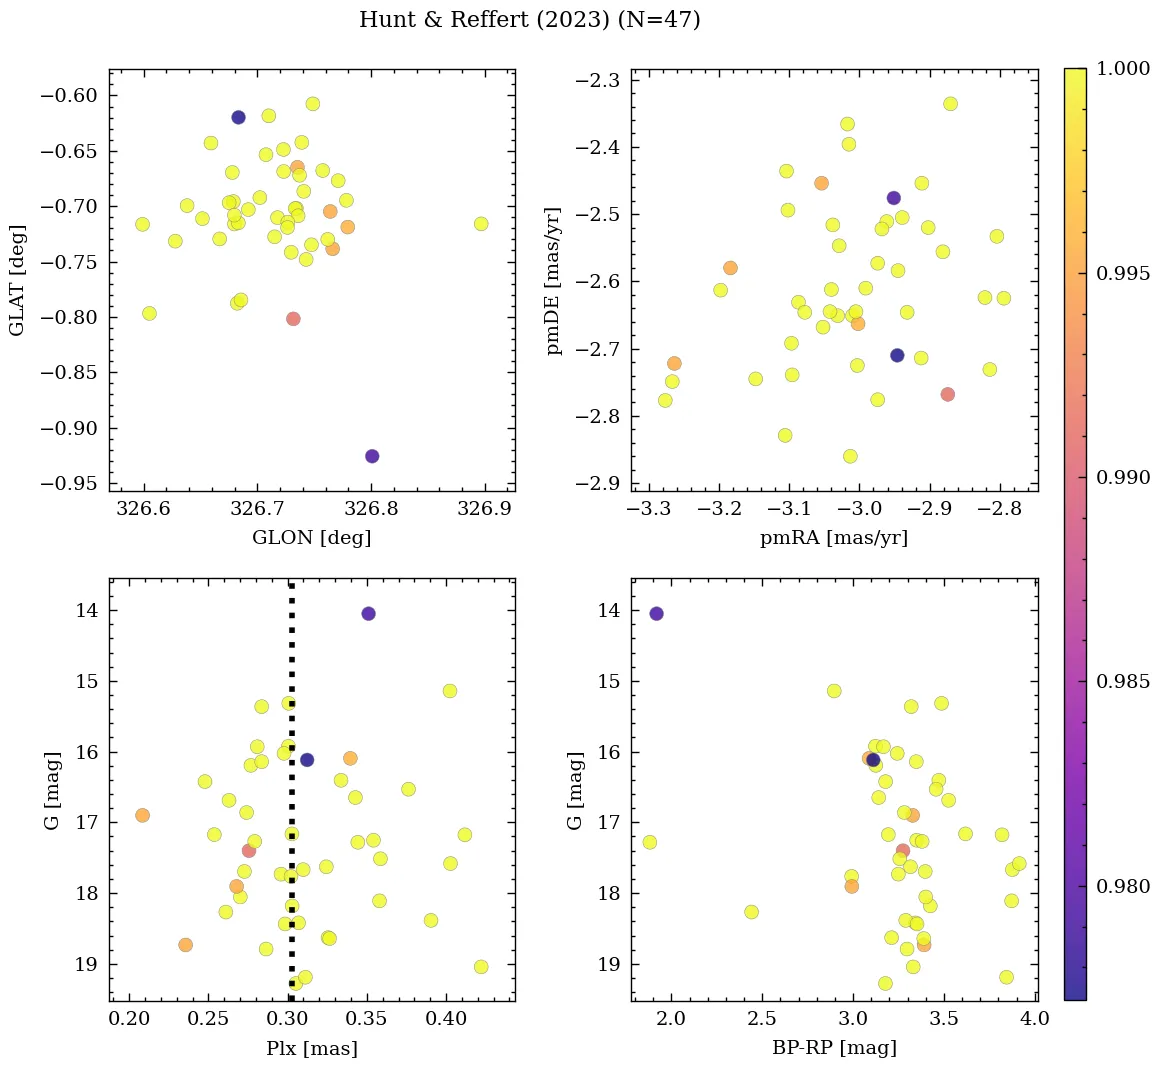 Hunt & Reffert (2023) (N=47)
−0.60
−0.65
−0.70
−0.75
−0.80
−0.85
−0.90
−0.95
GLAT [deg]
326.6 326.7 326.8 326.9
GLON [deg]
−2.3
−2.4
−2.5
−2.6
−2.7
−2.8
−2.9
pmDE [mas/yr]
−3.3 −3.2 −3.1 −3.0 −2.9 −2.8
pmRA [mas/yr]
14
15
16
17
18
19
G [mag]
0.20 0.25 0.30 0.35 0.40
Plx [mas]
14
15
16
17
18
19
G [mag]
2.0 2.5 3.0 3.5 4.0
BP-RP [mag]
1.000
0.995
0.990
0.985
0.980